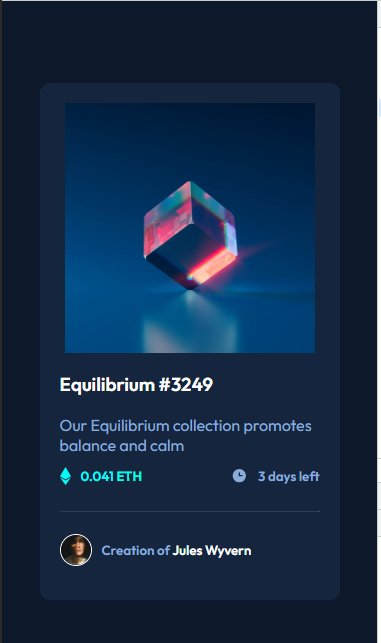 Equilibrium #3249
Our Equilibrium collection promotes
balance and calm
0.041 ETH
3 days left
Creation of Jules Wyvern